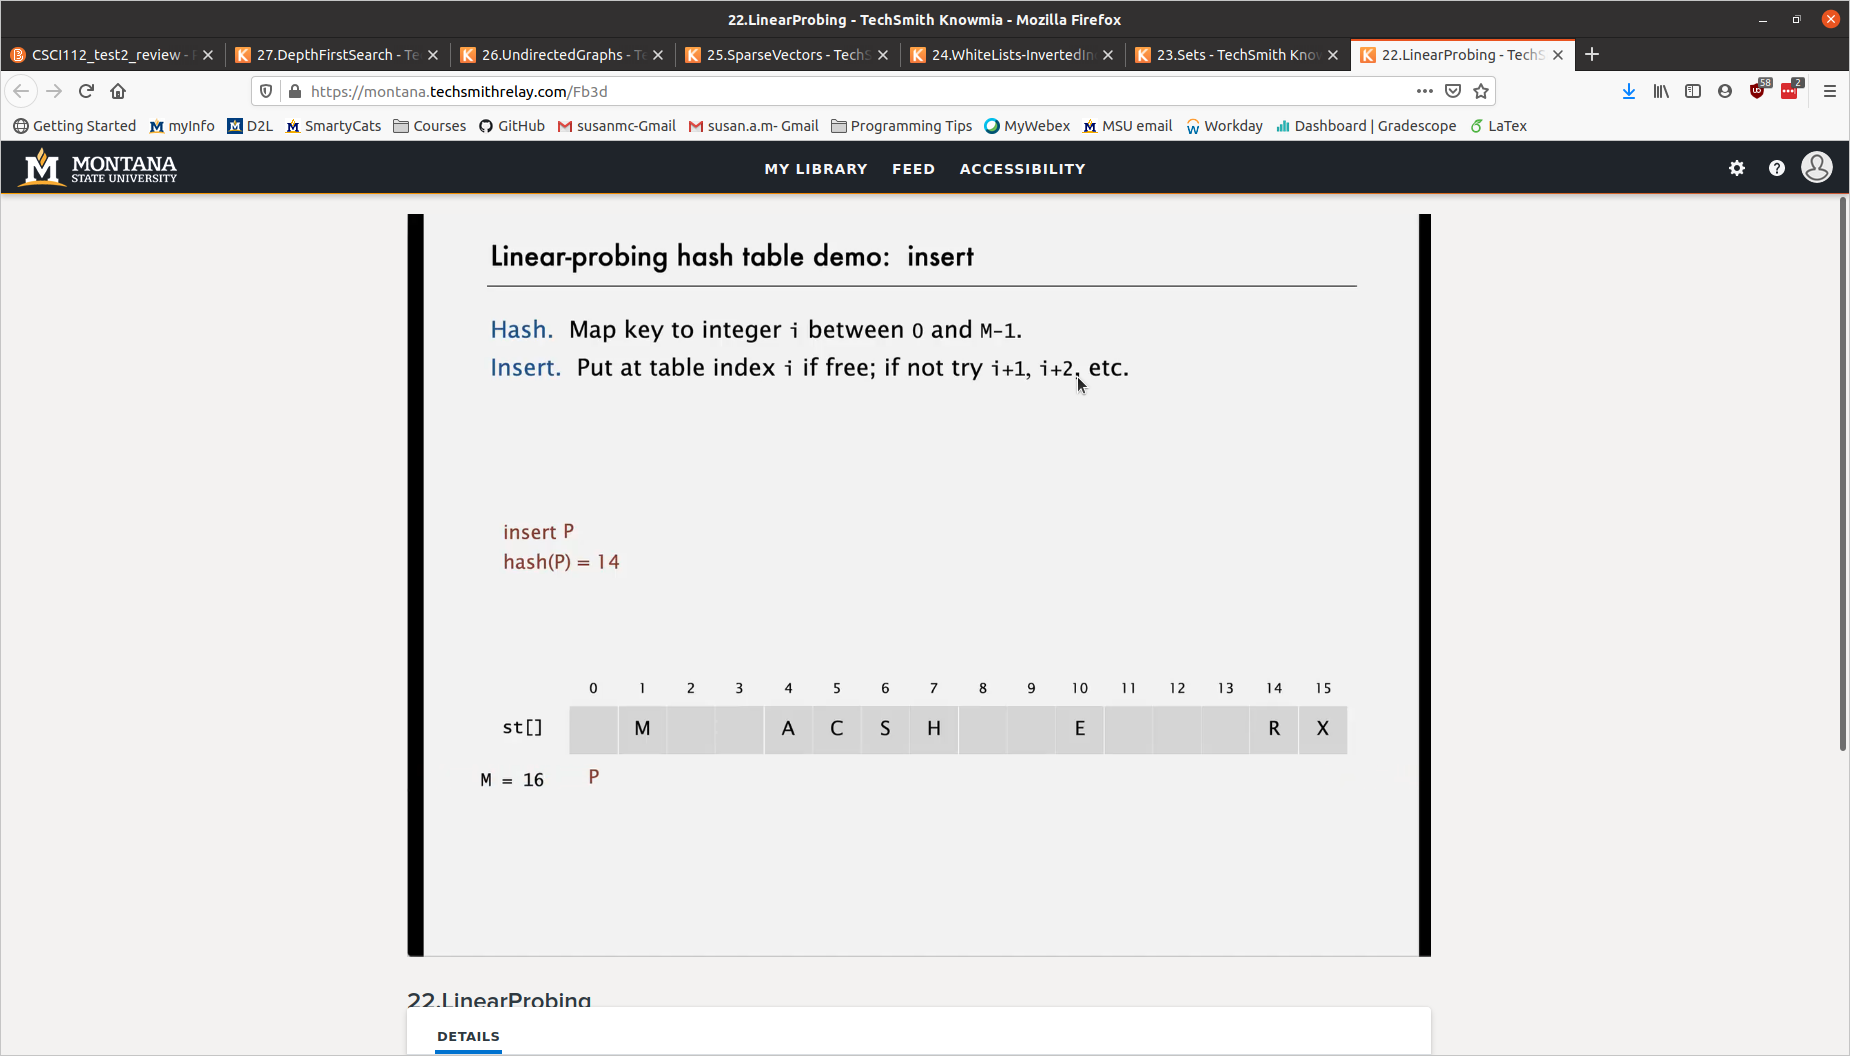 22.LinearProbing - TechSmith Knowmia - Mozilla Firefox
CSCI112_test2_review - 27.DepthFirstSearch - Te 26.UndirectedGraphs - T 25.SparseVectors - TechS 24.WhiteLists-InvertedIn 23.Sets - TechSmith Know 22.LinearProbing - TechS
https://montana.techsmithrelay.com/Fb3d 58 2
Getting Started myInfo D2L SmartyCats Courses GitHub susanmc-Gmail susan.a.m- Gmail Programming Tips MyWebex MSU email Workday Dashboard | Gradescope LaTex
M MONTANA
STATE UNIVERSITY
MY LIBRARY FEED ACCESSIBILITY
Linear-probing hash table demo: insert
Hash. Map key to integer i between 0 and M-1.
Insert. Put at table index i if free; if not try i+1, i+2, etc.
insert P
hash(P) = 14
0 1 2 3 4 5 6 7 8 9 10 11 12 13 14 15
st[] M A C S H E R X
M = 16 P
22.LinearProbing
DETAILS